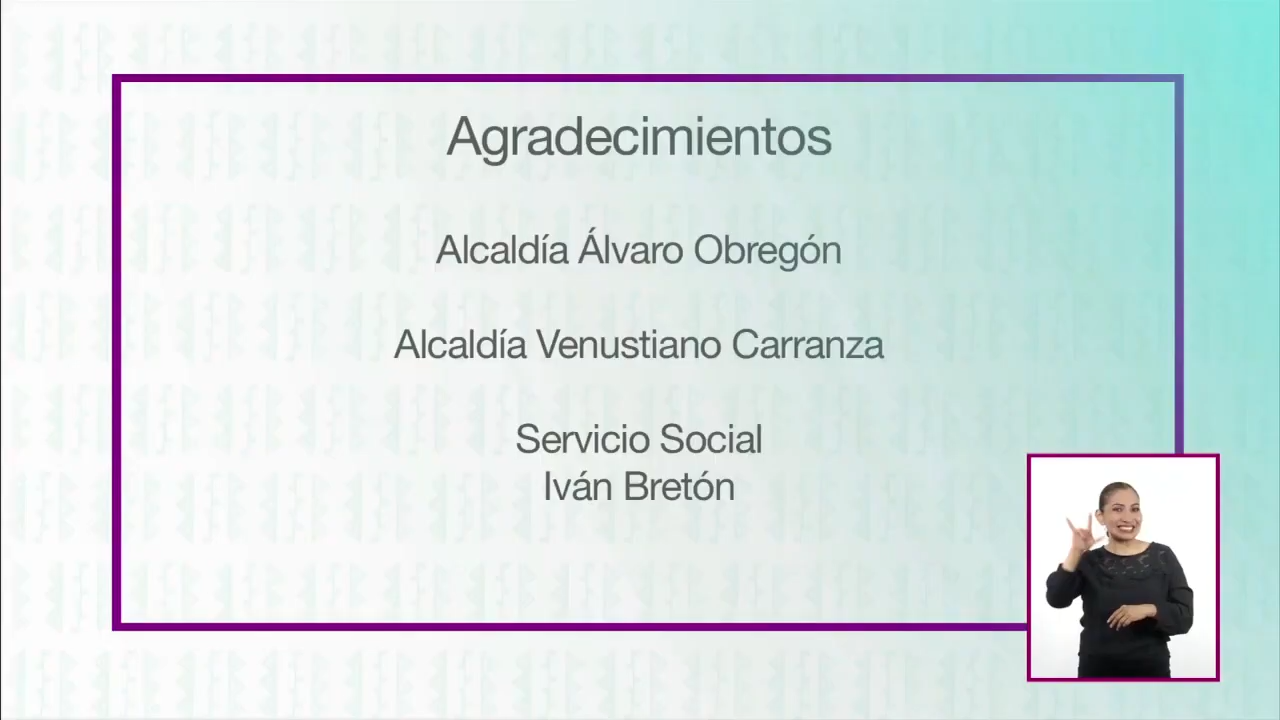 Agradecimientos
Alcaldía Álvaro Obregón
Alcaldía Venustiano Carranza
Servicio Social
Iván Bretón